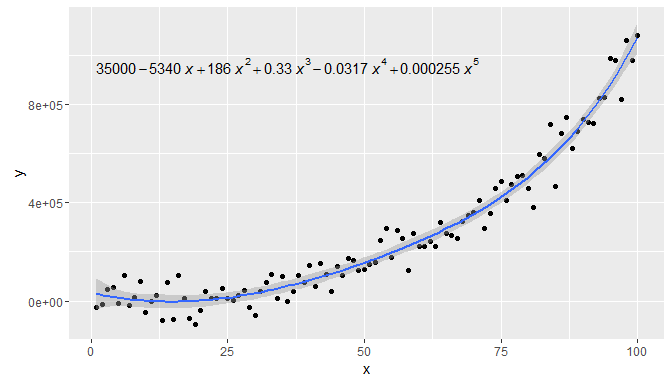 35000 − 5340 x + 186 x² + 0.33 x³ − 0.0317 x⁴ + 0.000255 x⁵
8e+05
4e+05
0e+00
y
0 25 50 75 100
x